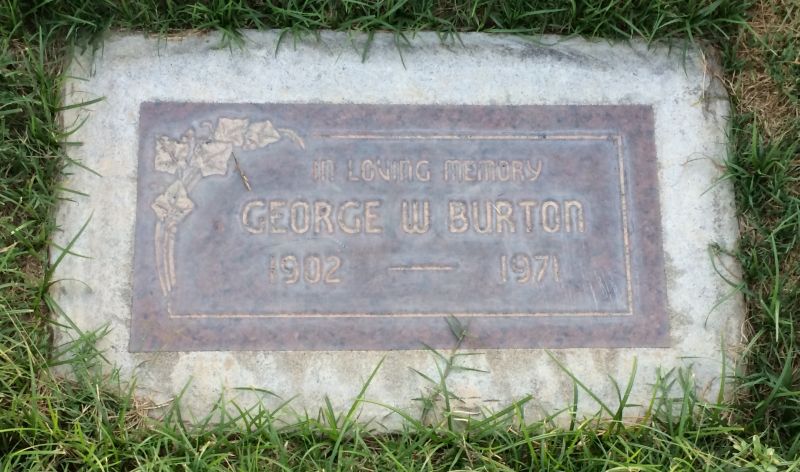 In Loving Memory
GEORGE W BURTON
1902 — 1971